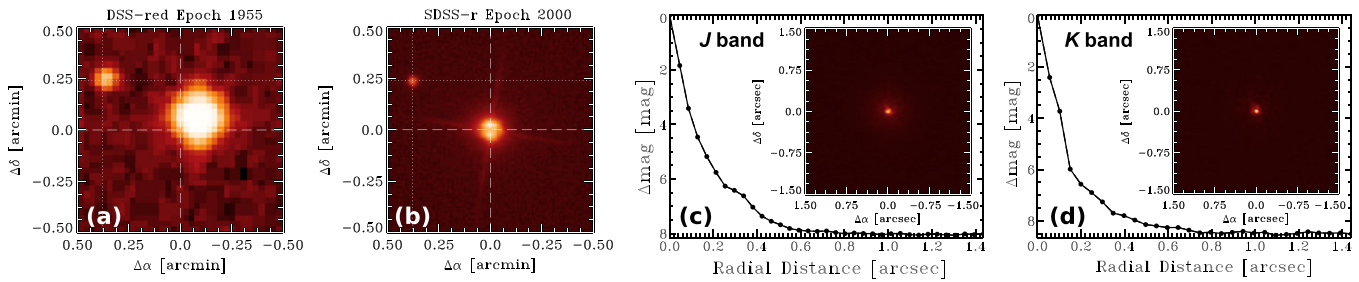 DSS-red Epoch 1955
0.50
0.25
0.0
−0.25
−0.50
Δδ [arcmin]
(a)
0.50 0.25 0.0 −0.25 −0.50
Δα [arcmin]
SDSS-r Epoch 2000
0.50
0.25
0.0
−0.25
−0.50
Δδ [arcmin]
(b)
0.50 0.25 0.0 −0.25 −0.50
Δα [arcmin]
0
2
4
6
8
Δmag [mag]
J band
1.50
0.75
0.0
−0.75
−1.50
Δδ [arcsec]
1.50 0.75 0.0 −0.75 −1.50
Δα [arcsec]
(c)
0.0 0.2 0.4 0.6 0.8 1.0 1.2 1.4
Radial Distance [arcsec]
0
2
4
6
8
Δmag [mag]
K band
1.50
0.75
0.0
−0.75
−1.50
Δδ [arcsec]
1.50 0.75 0.0 −0.75 −1.50
Δα [arcsec]
(d)
0.0 0.2 0.4 0.6 0.8 1.0 1.2 1.4
Radial Distance [arcsec]